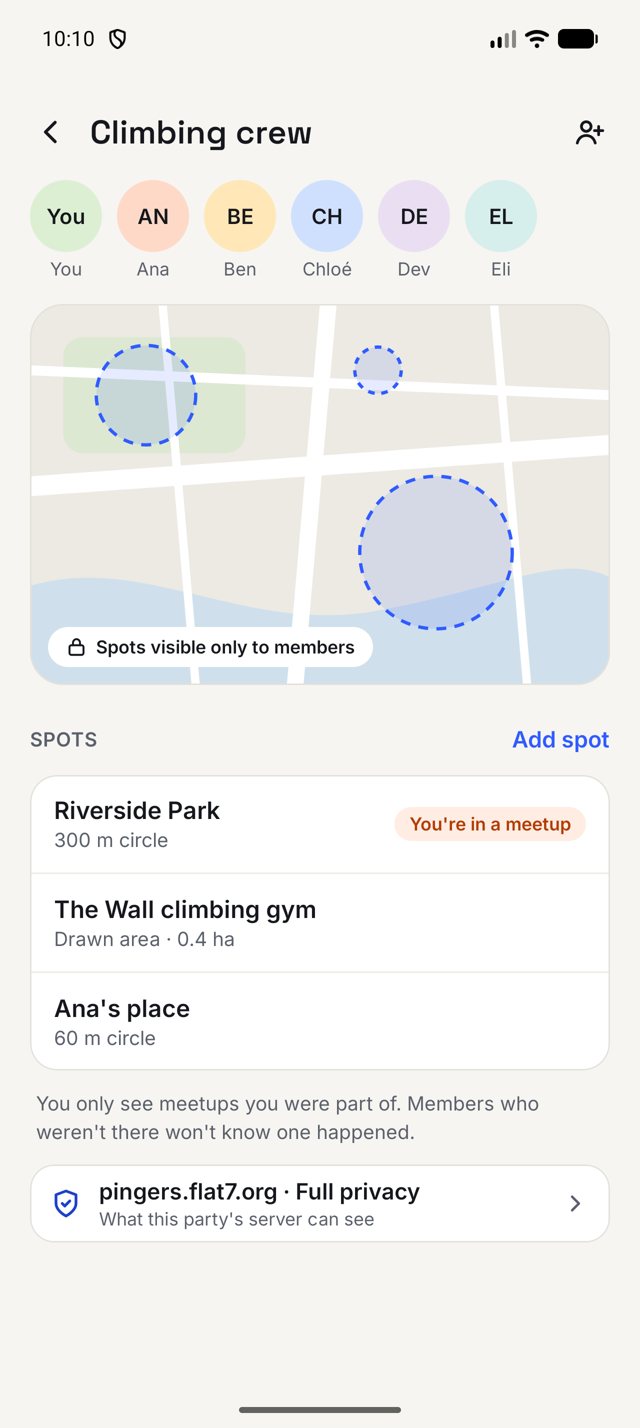 10:10
Climbing crew
You AN BE CH DE EL
You Ana Ben Chloé Dev Eli
Spots visible only to members
SPOTS
Add spot
Riverside Park
300 m circle
You're in a meetup
The Wall climbing gym
Drawn area · 0.4 ha
Ana's place
60 m circle
You only see meetups you were part of. Members who
weren't there won't know one happened.
pingers.flat7.org · Full privacy
What this party's server can see